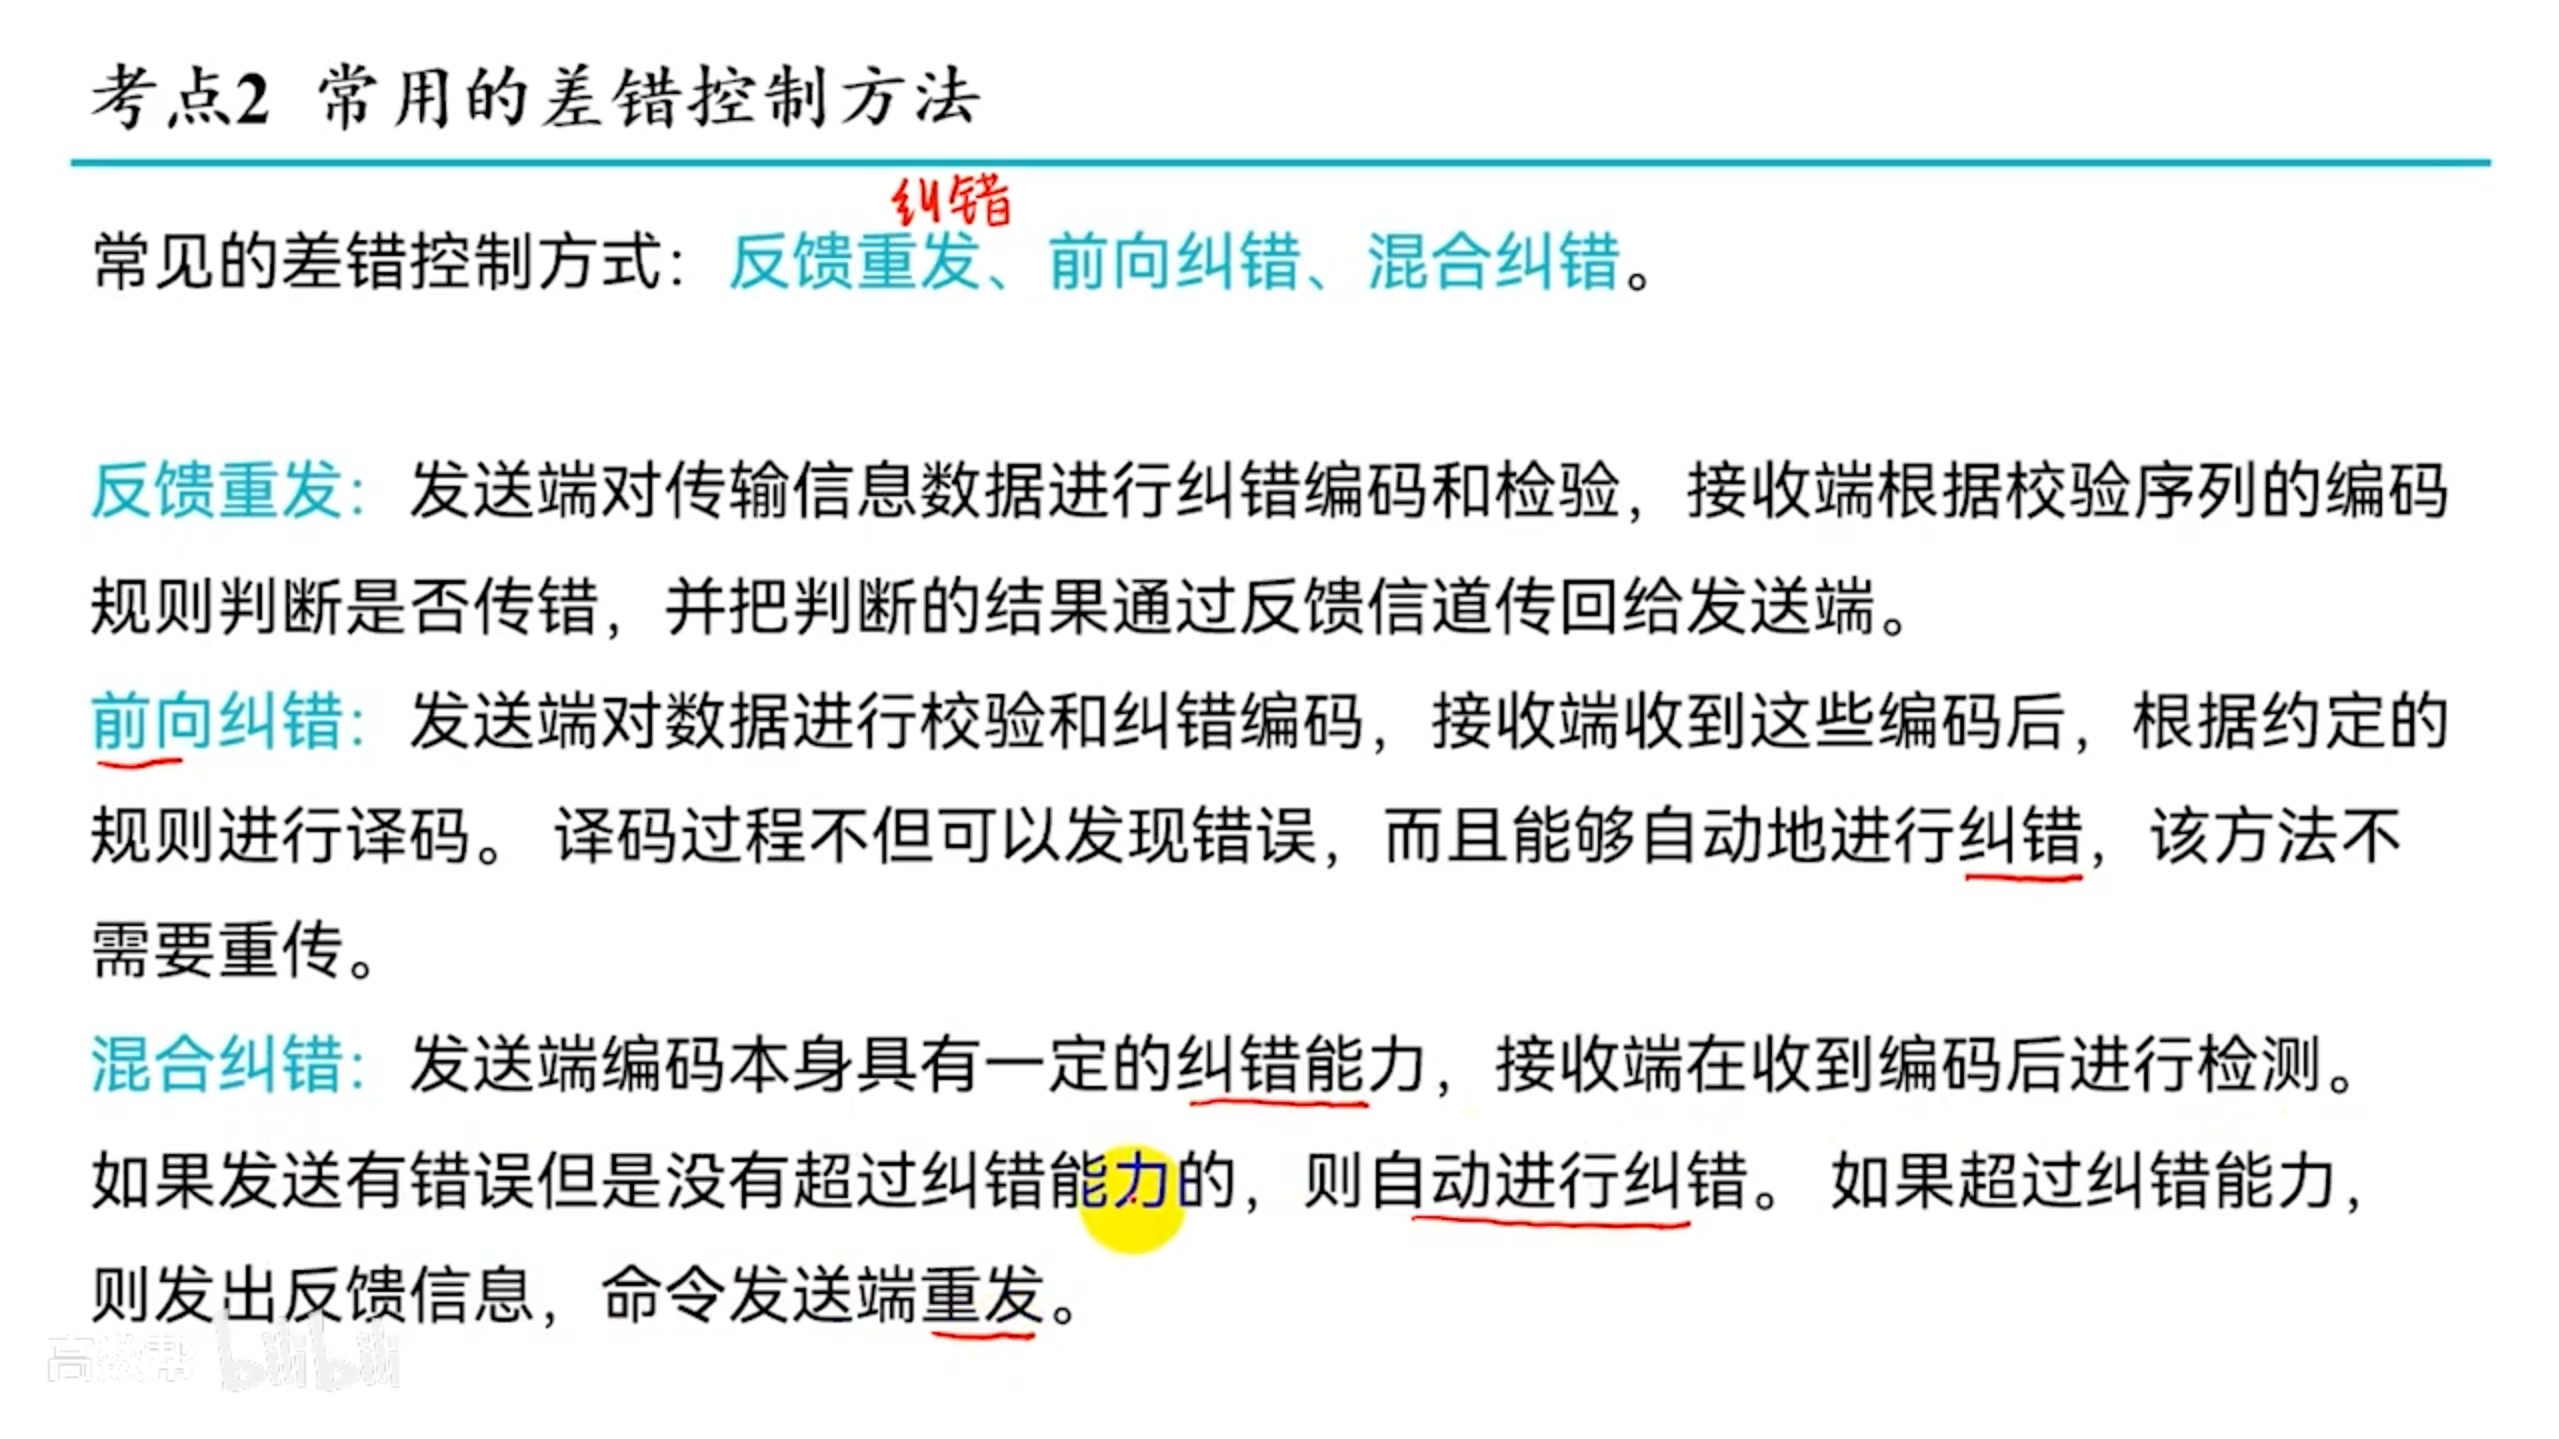 考点2 常用的差错控制方法
纠错
常见的差错控制方式：反馈重发、前向纠错、混合纠错。
反馈重发：发送端对传输信息数据进行纠错编码和检验，接收端根据校验序列的编码
规则判断是否传错，并把判断的结果通过反馈信道传回给发送端。
前向纠错：发送端对数据进行校验和纠错编码，接收端收到这些编码后，根据约定的
规则进行译码。 译码过程不但可以发现错误，而且能够自动地进行纠错，该方法不
需要重传。
混合纠错：发送端编码本身具有一定的纠错能力，接收端在收到编码后进行检测。
如果发送有错误但是没有超过纠错能力的，则自动进行纠错。 如果超过纠错能力，
则发出反馈信息，命令发送端重发。
高数帮 bilibili